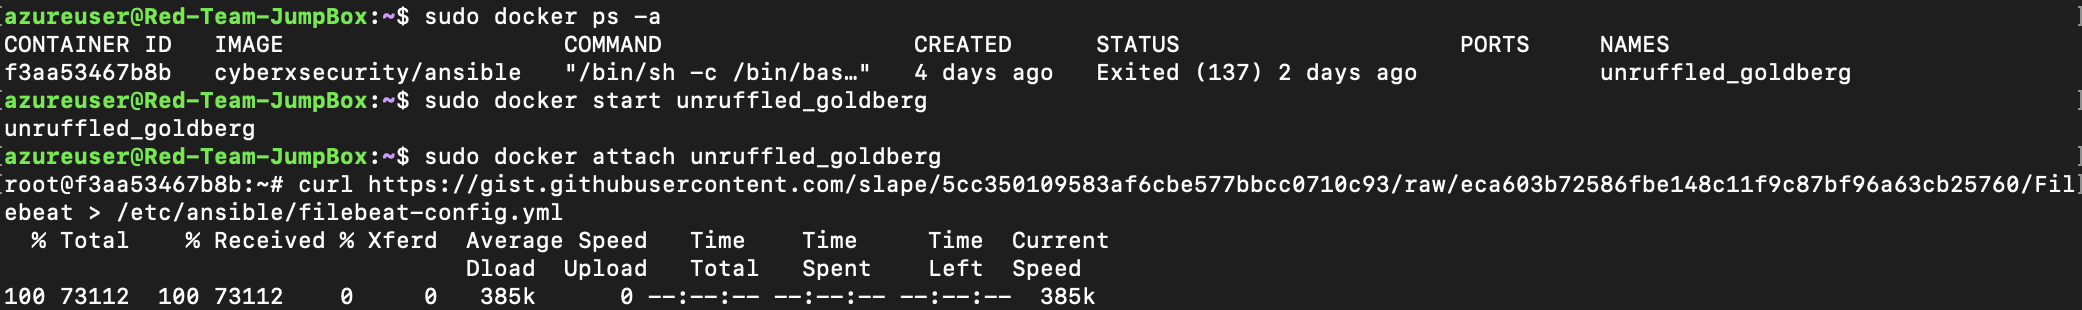 [azureuser@Red-Team-JumpBox:~$ sudo docker ps -a ]
CONTAINER ID   IMAGE                    COMMAND                  CREATED      STATUS                    PORTS     NAMES
f3aa53467b8b   cyberxsecurity/ansible   "/bin/sh -c /bin/bas…"   4 days ago   Exited (137) 2 days ago             unruffled_goldberg
[azureuser@Red-Team-JumpBox:~$ sudo docker start unruffled_goldberg ]
unruffled_goldberg
[azureuser@Red-Team-JumpBox:~$ sudo docker attach unruffled_goldberg ]
[root@f3aa53467b8b:~# curl https://gist.githubusercontent.com/slape/5cc350109583af6cbe577bbcc0710c93/raw/eca603b72586fbe148c11f9c87bf96a63cb25760/Fil]
ebeat > /etc/ansible/filebeat-config.yml
  % Total    % Received % Xferd  Average Speed   Time    Time     Time  Current
                                 Dload  Upload   Total   Spent    Left  Speed
100 73112  100 73112    0     0   385k      0 --:--:-- --:--:-- --:--:--  385k